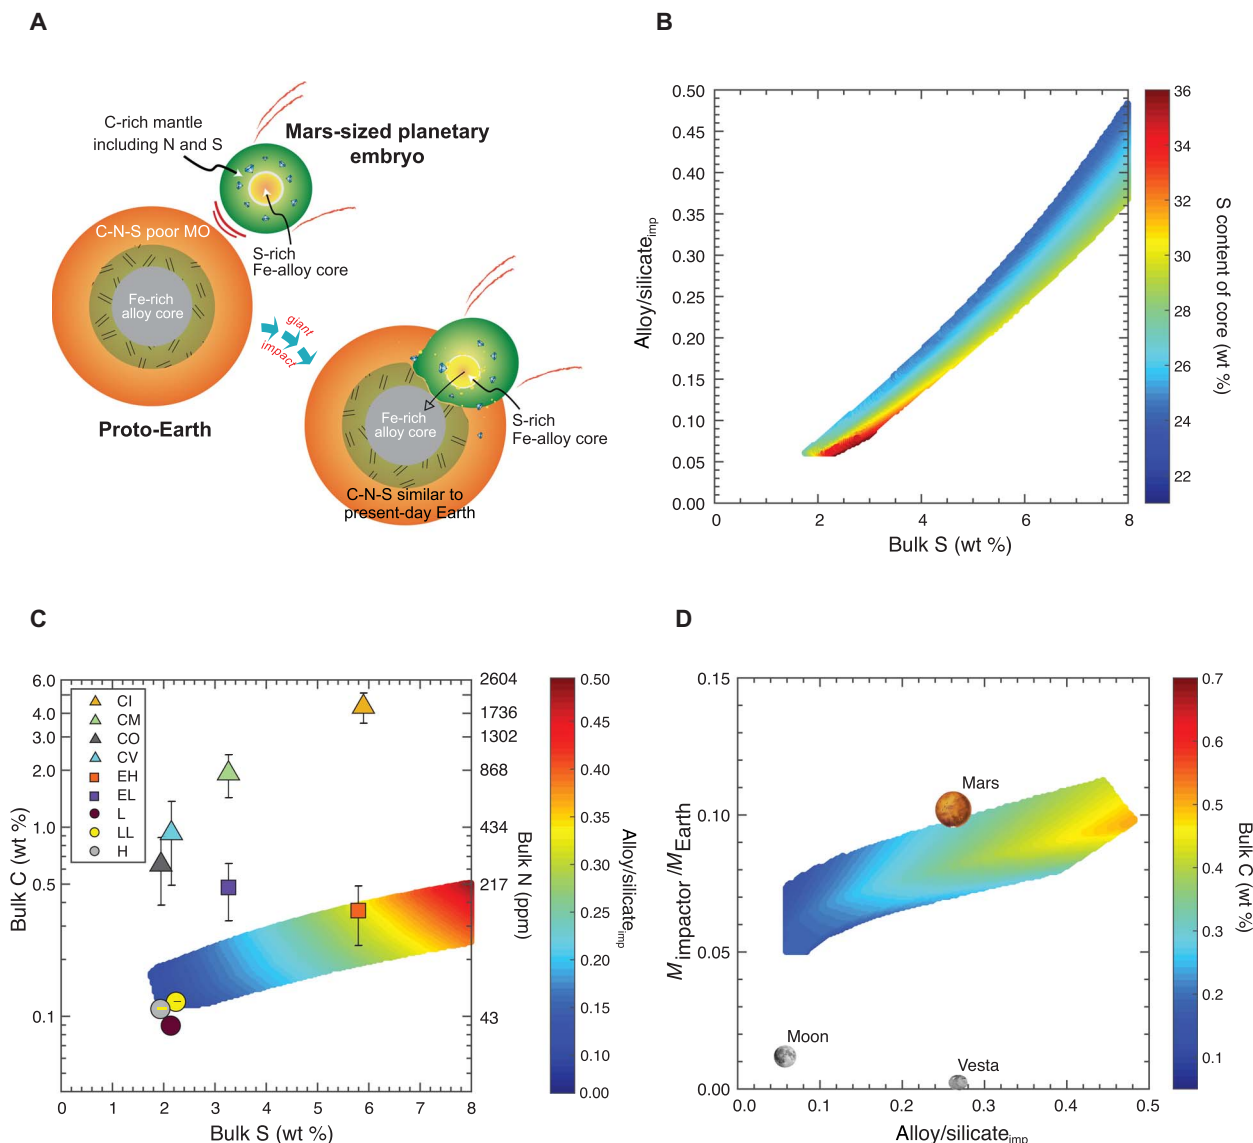 A
C-rich mantle
including N and S
Mars-sized planetary
embryo
C-N-S poor MO
S-rich
Fe-alloy core
Fe-rich
alloy core
giant
impact
Proto-Earth
Fe-rich
alloy core
S-rich
Fe-alloy core
C-N-S similar to
present-day Earth
B
0.50
0.45
0.40
0.35
0.30
0.25
0.20
0.15
0.10
0.05
0.00
Alloy/silicateimp
0 2 4 6 8
Bulk S (wt %)
36
34
32
30
28
26
24
22
S content of core (wt %)
C
6.0
4.0
3.0
2.0
1.0
0.5
0.1
Bulk C (wt %)
CI
CM
CO
CV
EH
EL
L
LL
H
0 1 2 3 4 5 6 7 8
Bulk S (wt %)
2604
1736
1302
868
434
217
43
Bulk N (ppm)
0.50
0.45
0.40
0.35
0.30
0.25
0.20
0.15
0.10
0.00
Alloy/silicateimp
D
0.15
0.10
0.05
0.00
Mimpactor/MEarth
Mars
Moon
Vesta
0.0 0.1 0.2 0.3 0.4 0.5
Alloy/silicateimp
0.7
0.6
0.5
0.4
0.3
0.2
0.1
Bulk C (wt %)